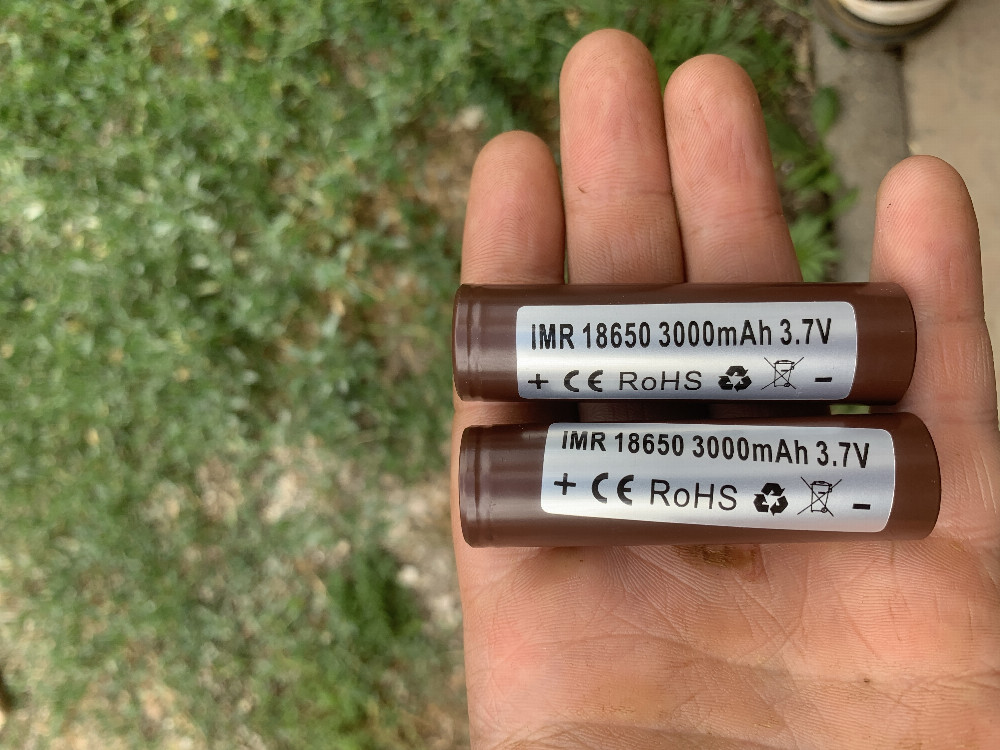 IMR 18650 3000mAh 3.7V
+ CE RoHS -
IMR 18650 3000mAh 3.7V
+ CE RoHS -